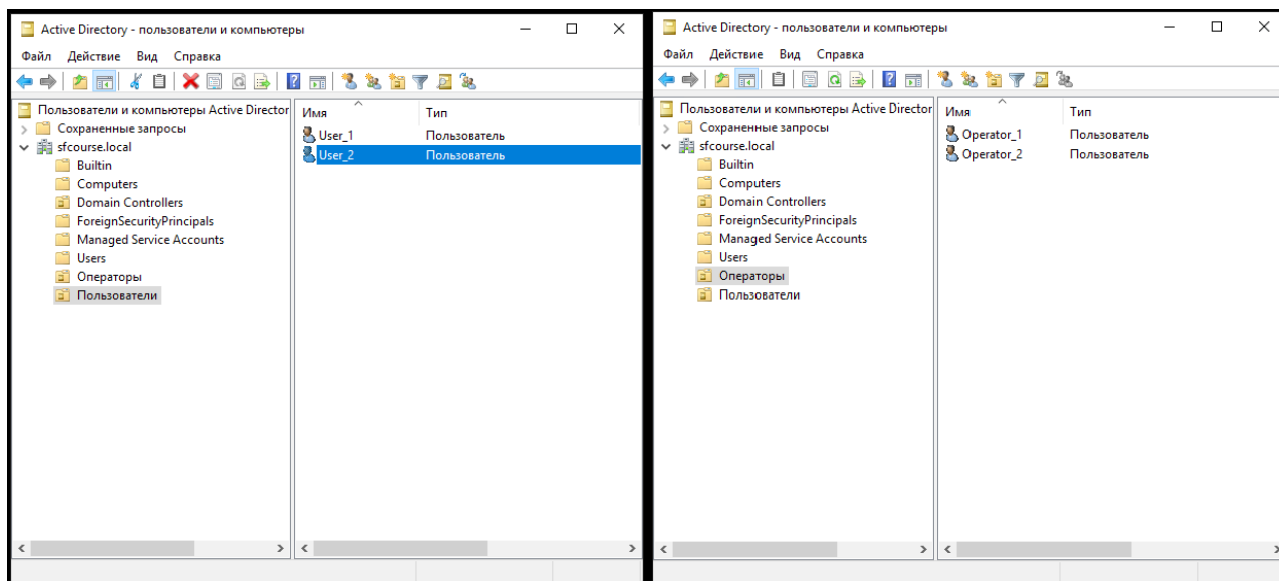 Active Directory - пользователи и компьютеры
Файл Действие Вид Справка
Пользователи и компьютеры Active Director
Сохраненные запросы
sfcourse.local
Builtin
Computers
Domain Controllers
ForeignSecurityPrincipals
Managed Service Accounts
Users
Операторы
Пользователи
Имя Тип
User_1 Пользователь
User_2 Пользователь
Active Directory - пользователи и компьютеры
Файл Действие Вид Справка
Пользователи и компьютеры Active Director
Сохраненные запросы
sfcourse.local
Builtin
Computers
Domain Controllers
ForeignSecurityPrincipals
Managed Service Accounts
Users
Операторы
Пользователи
Имя Тип
Operator_1 Пользователь
Operator_2 Пользователь